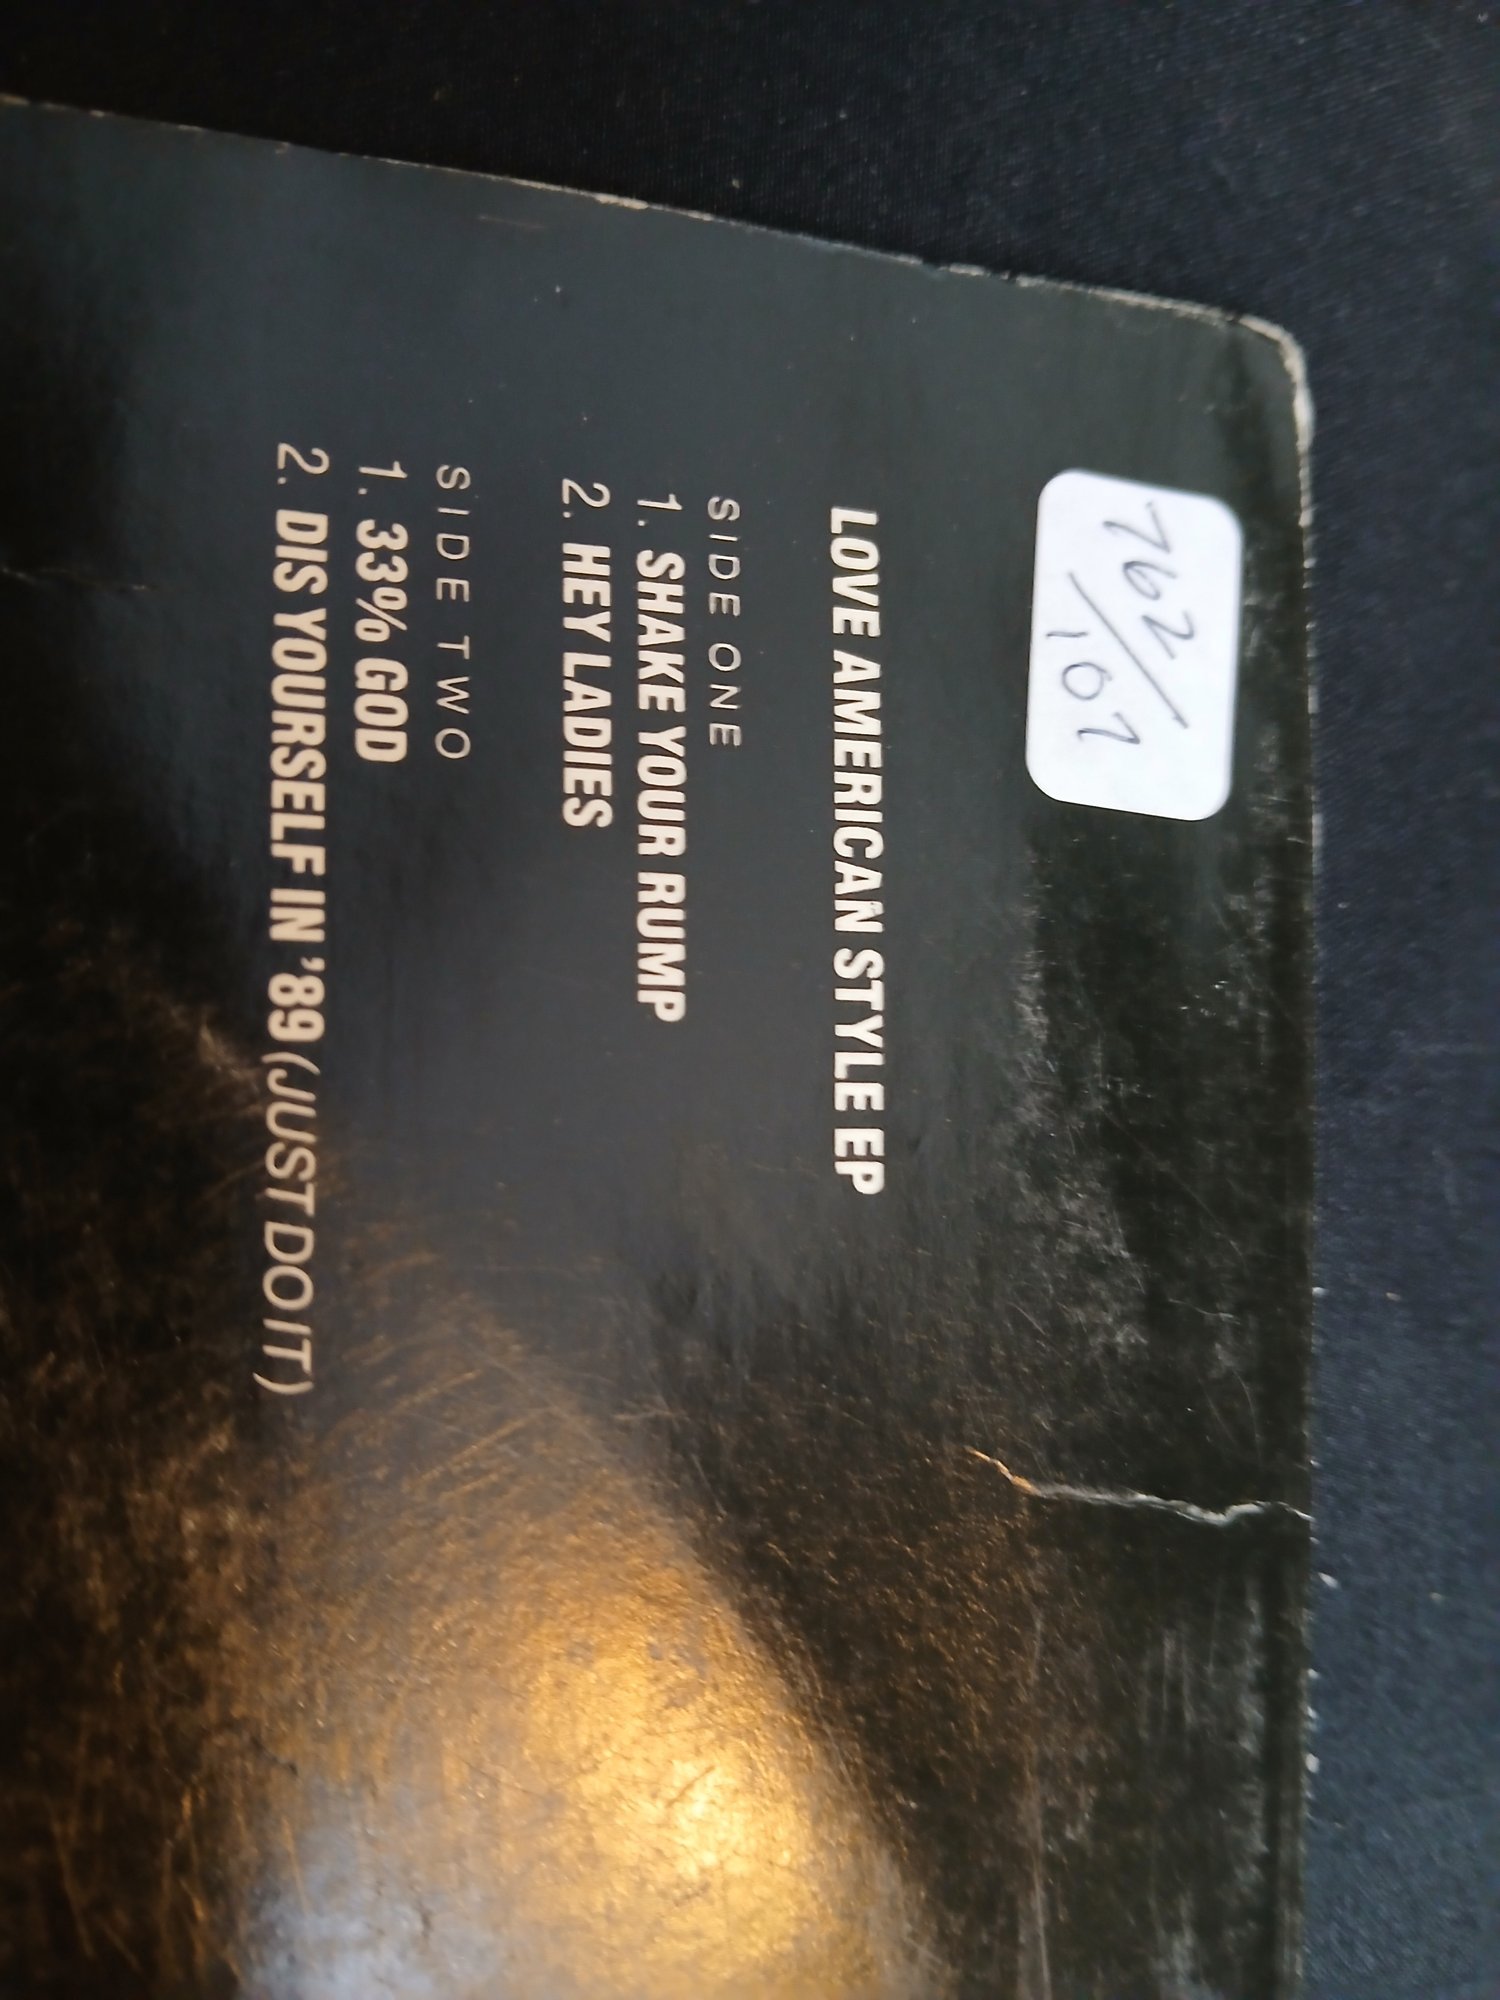 762/
101
LOVE AMERICAN STYLE EP
SIDE ONE
1. SHAKE YOUR RUMP
2. HEY LADIES
SIDE TWO
1. 33% GOD
2. DIS YOURSELF IN '89 (JUST DO IT)